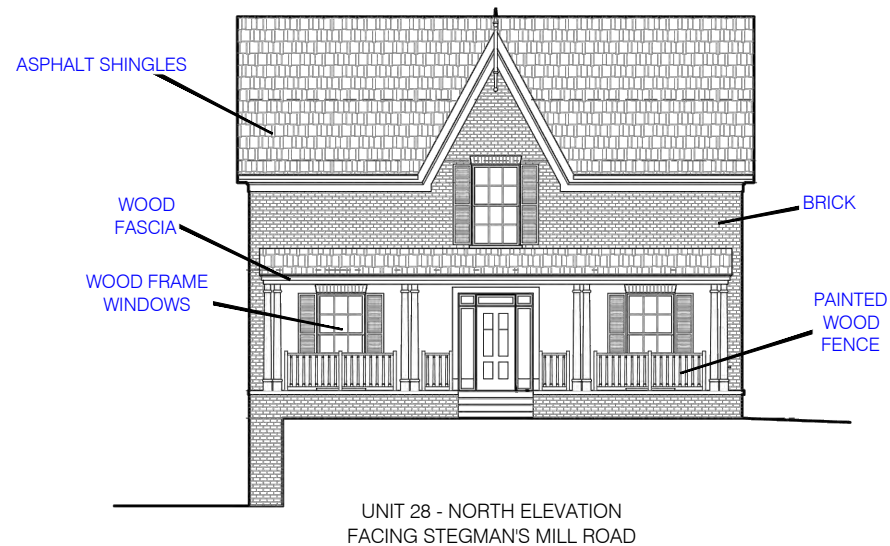 ASPHALT SHINGLES
WOOD
FASCIA
BRICK
WOOD FRAME
WINDOWS
PAINTED
WOOD
FENCE
UNIT 28 - NORTH ELEVATION
FACING STEGMAN'S MILL ROAD